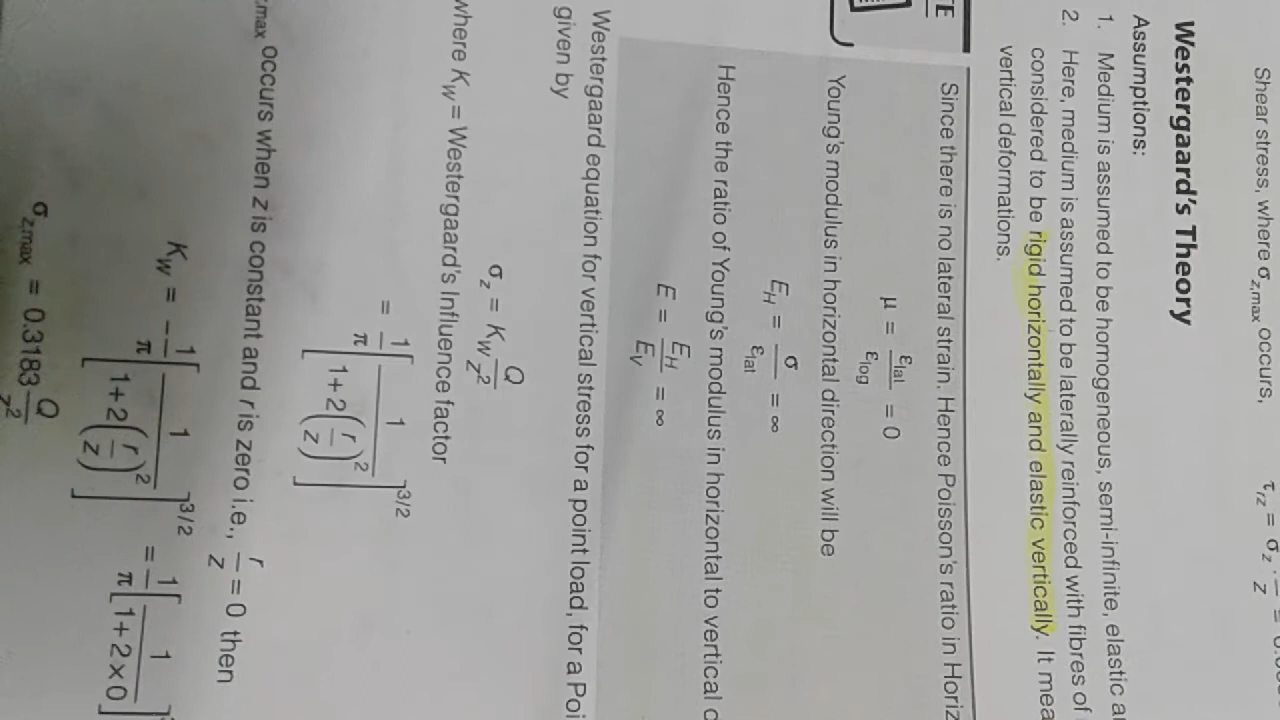 Shear stress, where σz,max occurs, τrz = σz ·
Westergaard's Theory
Assumptions:
1. Medium is assumed to be homogeneous, semi-infinite, elastic
2. Here, medium is assumed to be laterally reinforced with fibres of
considered to be rigid horizontally and elastic vertically. It
vertical deformations.
Since there is no lateral strain. Hence Poisson's ratio in
μ = εlat/εlog = 0
Young's modulus in horizontal direction will be
EH = σ/εlat = ∞
Hence the ratio of Young's modulus in horizontal to vertical
E = EH/EV = ∞
Westergaard equation for vertical stress for a point load, for a
given by
σz = KW Q/z²
where KW = Westergaard's Influence factor
= 1/π [1/(1+2(r/z)²)]^3/2
max occurs when z is constant and r is zero i.e., r/z = 0 then
KW = -1/π [1/(1+2(r/z)²)]^3/2 = 1/π [1/(1+2×0)]
σz,max = 0.3183 Q/z²